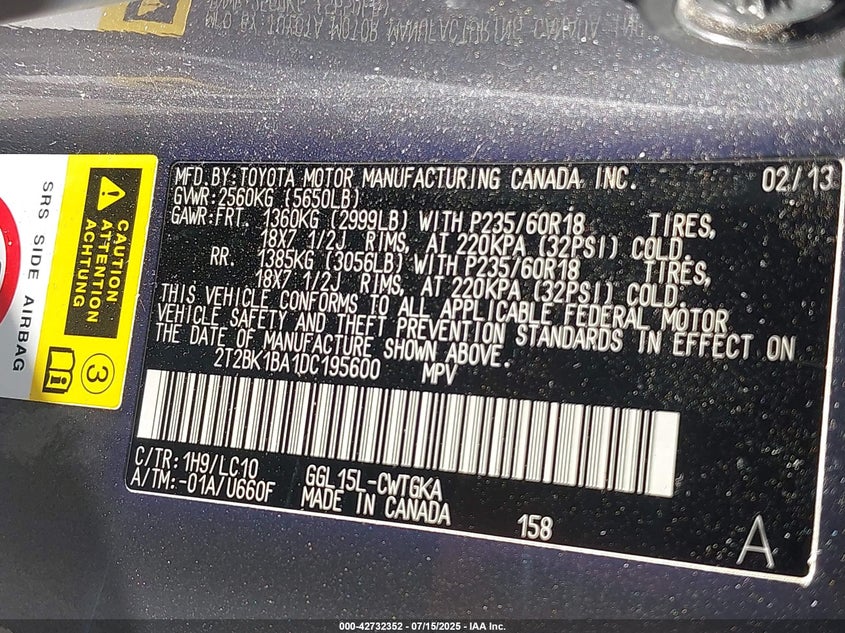 MFD. BY: TOYOTA MOTOR MANUFACTURING CANADA INC. 02/13
GVWR: 2560KG (5650LB)
GAWR: FRT. 1360KG (2999LB) WITH P235/60R18 TIRES,
18X7 1/2J RIMS, AT 220KPA (32PSI) COLD.
RR. 1385KG (3056LB) WITH P235/60R18 TIRES,
18X7 1/2J RIMS, AT 220KPA (32PSI) COLD.
THIS VEHICLE CONFORMS TO ALL APPLICABLE FEDERAL MOTOR
VEHICLE SAFETY AND THEFT PREVENTION STANDARDS IN EFFECT ON
THE DATE OF MANUFACTURE SHOWN ABOVE.
2T2BK1BA1DC195600 MPV
C/TR: 1H9/LC10 GGL15L-CWTGKA
A/TM: -01A/U660F MADE IN CANADA
158
A
SRS SIDE AIRBAG
CAUTION
ATTENTION
ACHTUNG
3
000-42732352 / 07/15/2025 - IAA Inc.